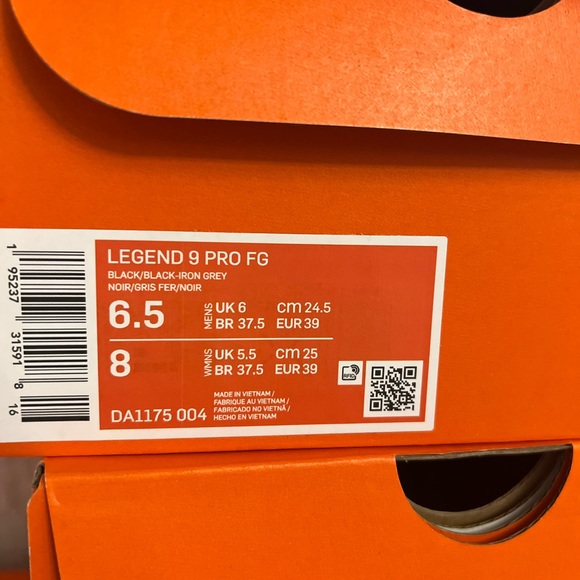 LEGEND 9 PRO FG
BLACK/BLACK-IRON GREY
NOIR/GRIS FER/NOIR
6.5 MENS UK 6 CM 24.5
BR 37.5 EUR 39
8 WMNS UK 5.5 CM 25
BR 37.5 EUR 39
DA1175 004
MADE IN VIETNAM /
FABRIQUE AU VIETNAM /
FABRICADO NO VIETNÃ /
HECHO EN VIETNAM
RFID
1 95237 31591 8 16